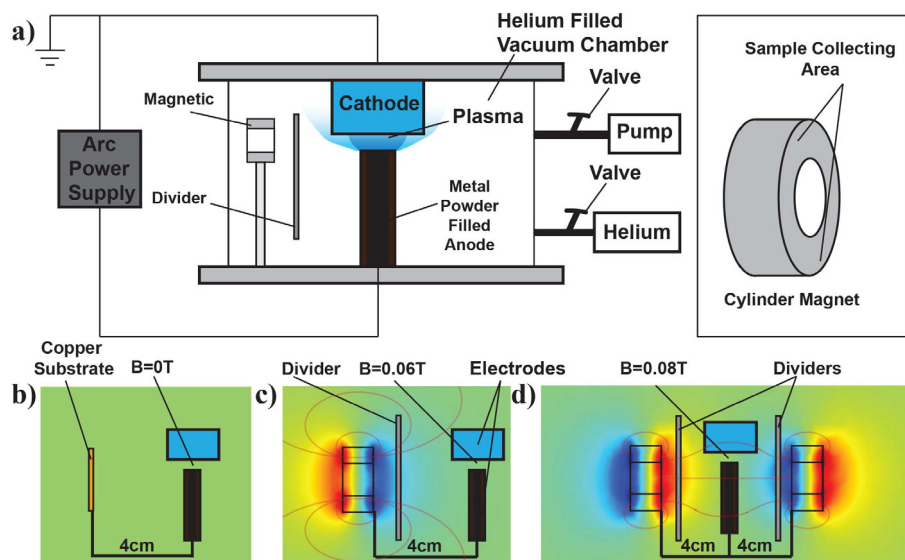 a)
Helium Filled
Vacuum Chamber
Magnetic
Cathode
Plasma
Valve
Pump
Arc
Power
Supply
Divider
Metal
Powder
Filled
Anode
Valve
Helium
Sample Collecting
Area
Cylinder Magnet
Copper
Substrate
B=0T
b)
4cm
Divider
B=0.06T
Electrodes
c)
4cm
B=0.08T
Dividers
d)
4cm
4cm